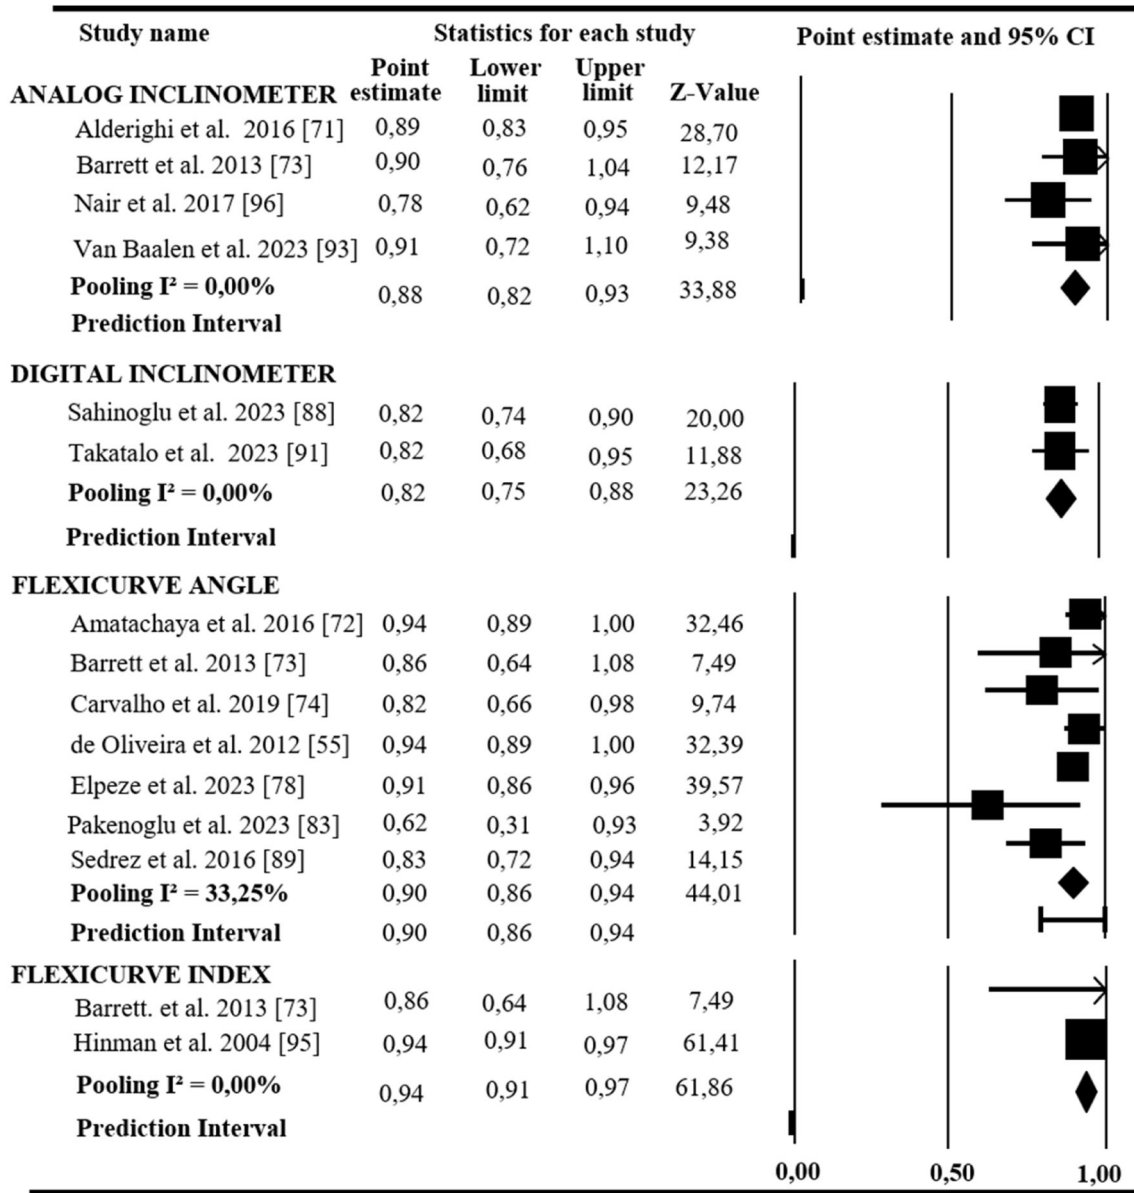 Study name Statistics for each study Point estimate and 95% CI
Point Lower Upper
ANALOG INCLINOMETER estimate limit limit Z-Value
Alderighi et al. 2016 [71] 0,89 0,83 0,95 28,70
Barrett et al. 2013 [73] 0,90 0,76 1,04 12,17
Nair et al. 2017 [96] 0,78 0,62 0,94 9,48
Van Baalen et al. 2023 [93] 0,91 0,72 1,10 9,38
Pooling I² = 0,00% 0,88 0,82 0,93 33,88
Prediction Interval
DIGITAL INCLINOMETER
Sahinoglu et al. 2023 [88] 0,82 0,74 0,90 20,00
Takatalo et al. 2023 [91] 0,82 0,68 0,95 11,88
Pooling I² = 0,00% 0,82 0,75 0,88 23,26
Prediction Interval
FLEXICURVE ANGLE
Amatachaya et al. 2016 [72] 0,94 0,89 1,00 32,46
Barrett et al. 2013 [73] 0,86 0,64 1,08 7,49
Carvalho et al. 2019 [74] 0,82 0,66 0,98 9,74
de Oliveira et al. 2012 [55] 0,94 0,89 1,00 32,39
Elpeze et al. 2023 [78] 0,91 0,86 0,96 39,57
Pakenoglu et al. 2023 [83] 0,62 0,31 0,93 3,92
Sedrez et al. 2016 [89] 0,83 0,72 0,94 14,15
Pooling I² = 33,25% 0,90 0,86 0,94 44,01
Prediction Interval 0,90 0,86 0,94
FLEXICURVE INDEX
Barrett. et al. 2013 [73] 0,86 0,64 1,08 7,49
Hinman et al. 2004 [95] 0,94 0,91 0,97 61,41
Pooling I² = 0,00% 0,94 0,91 0,97 61,86
Prediction Interval
0,00 0,50 1,00